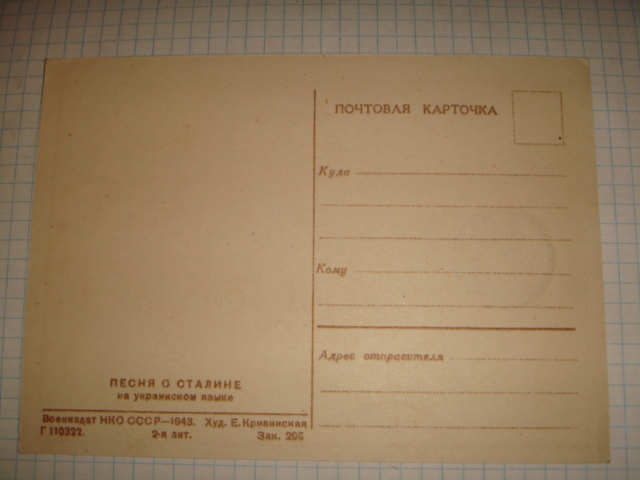 ПОЧТОВАЯ КАРТОЧКА
Куда
Кому
Адрес отправителя
ПЕСНЯ О СТАЛИНЕ
на украинском языке
Воениздат НКО СССР—1943. Худ. Е. Кривинская
Г 110322. 2-я лит. Зак. 206